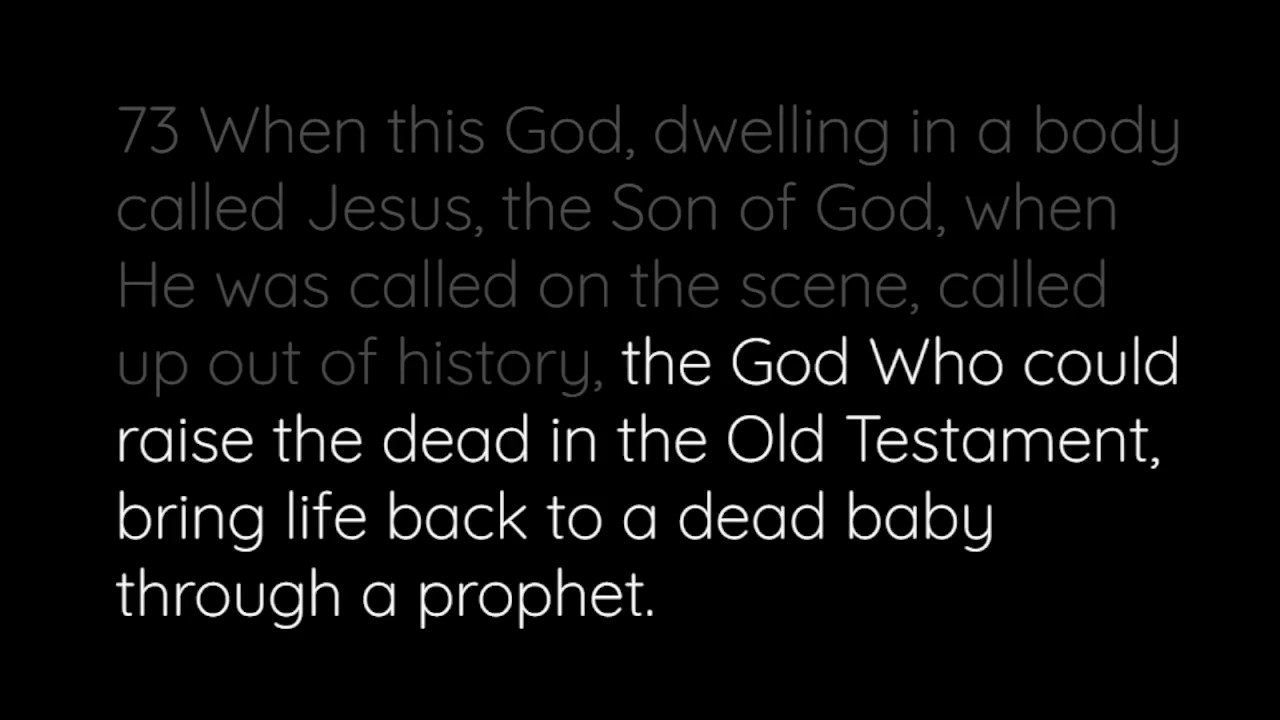 73 When this God, dwelling in a body
called Jesus, the Son of God, when
He was called on the scene, called
up out of history, the God Who could
raise the dead in the Old Testament,
bring life back to a dead baby
through a prophet.